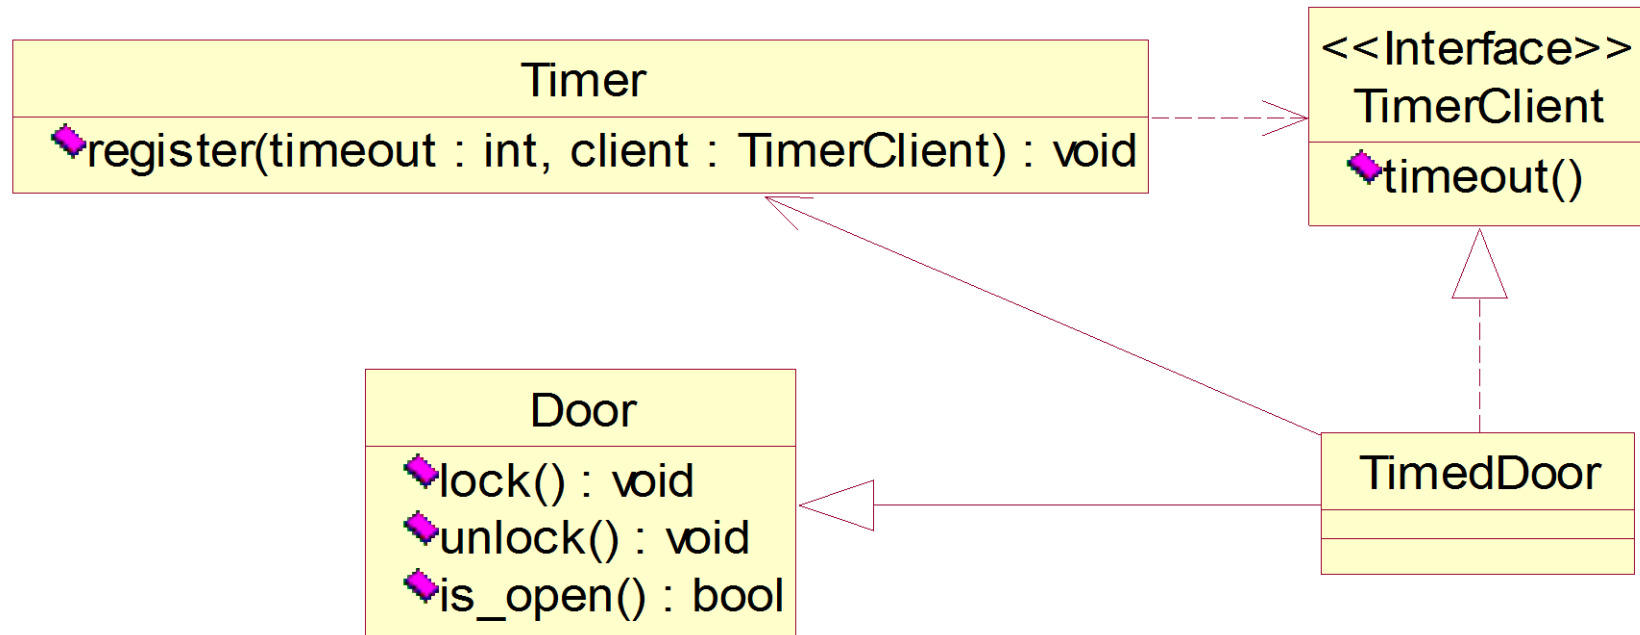 Timer
register(timeout : int, client : TimerClient) : void
<<Interface>>
TimerClient
timeout()
Door
lock() : void
unlock() : void
is_open() : bool
TimedDoor